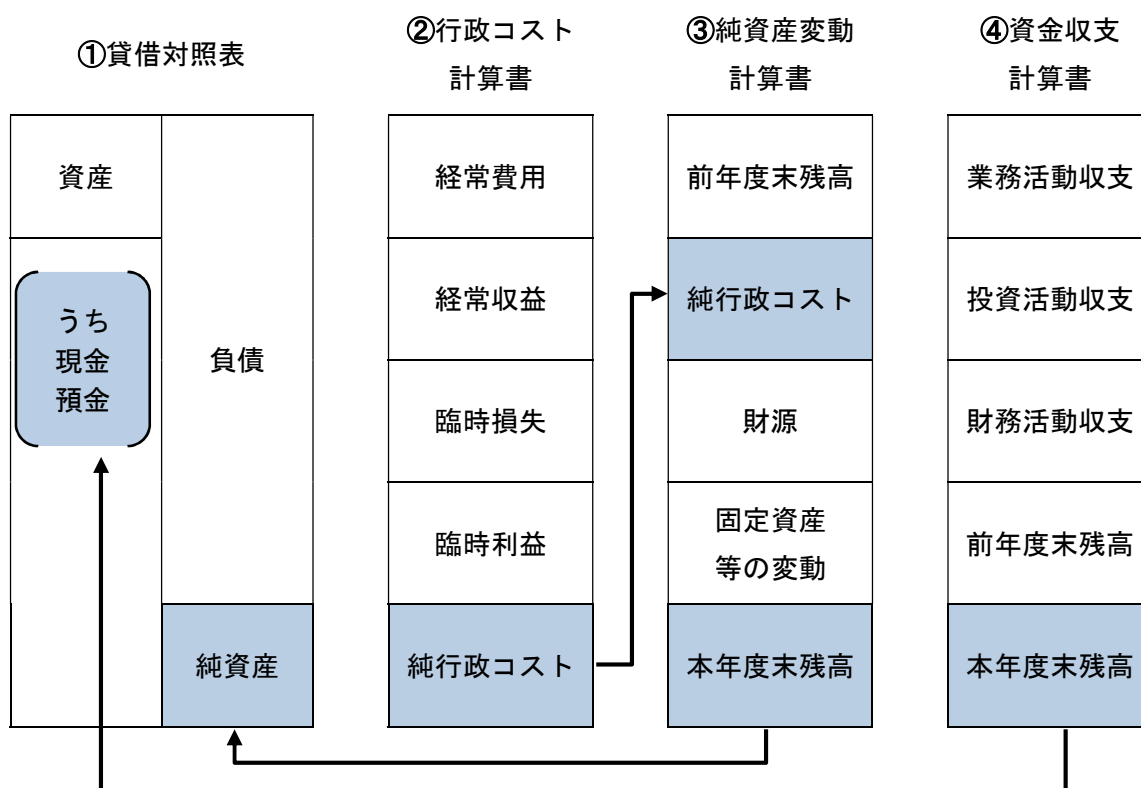 ①貸借対照表
資産
うち
現金
預金
負債
純資産
②行政コスト
計算書
経常費用
経常収益
臨時損失
臨時利益
純行政コスト
③純資産変動
計算書
前年度末残高
純行政コスト
財源
固定資産
等の変動
本年度末残高
④資金収支
計算書
業務活動収支
投資活動収支
財務活動収支
前年度末残高
本年度末残高